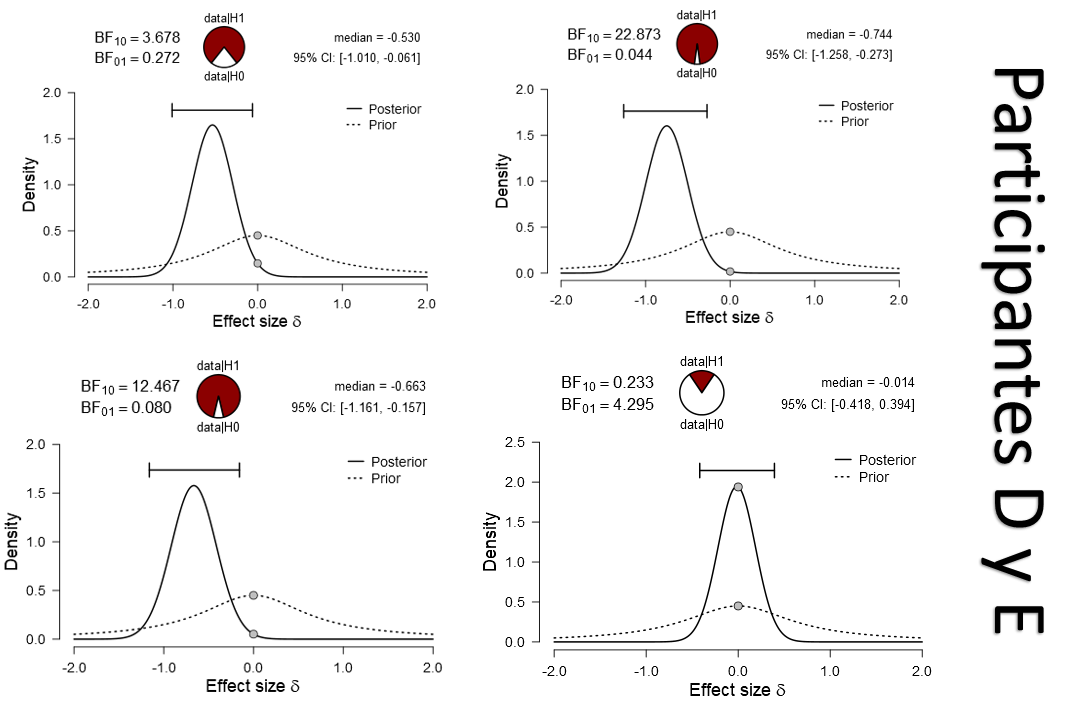 data|H1
BF10 = 3.678
BF01 = 0.272
data|H0
median = -0.530
95% CI: [-1.010, -0.061]
Posterior
Prior
2.0
1.5
1.0
0.5
0.0
Density
-2.0 -1.0 0.0 1.0 2.0
Effect size δ
data|H1
BF10 = 22.873
BF01 = 0.044
data|H0
median = -0.744
95% CI: [-1.258, -0.273]
Posterior
Prior
2.0
1.5
1.0
0.5
0.0
Density
-2.0 -1.0 0.0 1.0 2.0
Effect size δ
data|H1
BF10 = 12.467
BF01 = 0.080
data|H0
median = -0.663
95% CI: [-1.161, -0.157]
Posterior
Prior
2.0
1.5
1.0
0.5
0.0
Density
-2.0 -1.0 0.0 1.0 2.0
Effect size δ
data|H1
BF10 = 0.233
BF01 = 4.295
data|H0
median = -0.014
95% CI: [-0.418, 0.394]
Posterior
Prior
2.5
2.0
1.5
1.0
0.5
0.0
Density
-2.0 -1.0 0.0 1.0 2.0
Effect size δ
Participantes D y E